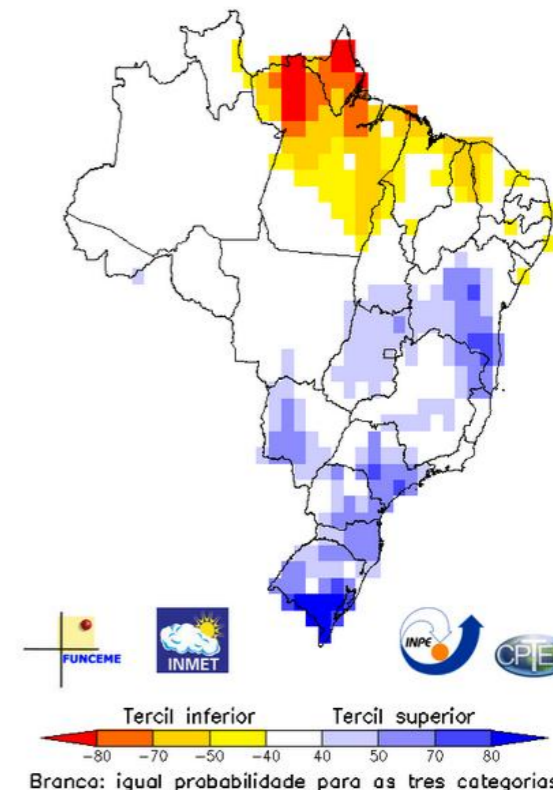 FUNCEME
INMET
INPE
CPTE
Tercil inferior Tercil superior
-80 -70 -50 -40 40 50 70 80
Branco: igual probabilidade para as tres categorias